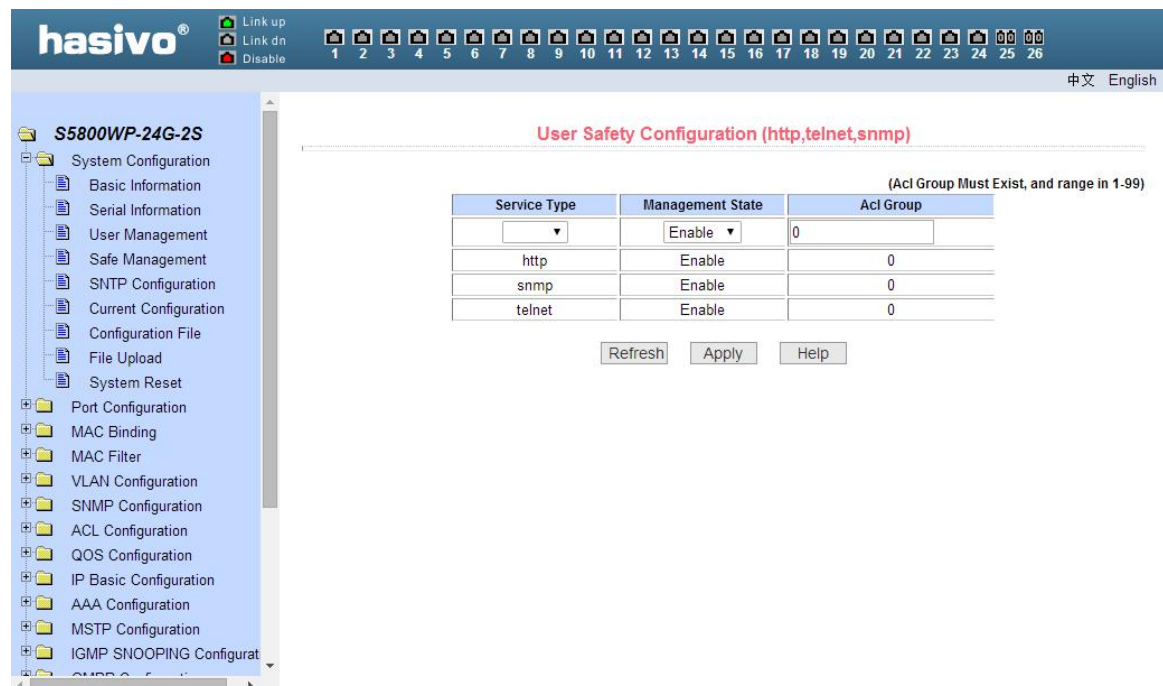 hasivo®
Link up
Link dn
Disable
1 2 3 4 5 6 7 8 9 10 11 12 13 14 15 16 17 18 19 20 21 22 23 24 25 26
中文 English
S5800WP-24G-2S
System Configuration
Basic Information
Serial Information
User Management
Safe Management
SNTP Configuration
Current Configuration
Configuration File
File Upload
System Reset
Port Configuration
MAC Binding
MAC Filter
VLAN Configuration
SNMP Configuration
ACL Configuration
QOS Configuration
IP Basic Configuration
AAA Configuration
MSTP Configuration
IGMP SNOOPING Configurat
User Safety Configuration (http,telnet,snmp)
(Acl Group Must Exist, and range in 1-99)
Service Type Management State Acl Group
Enable 0
http Enable 0
snmp Enable 0
telnet Enable 0
Refresh Apply Help